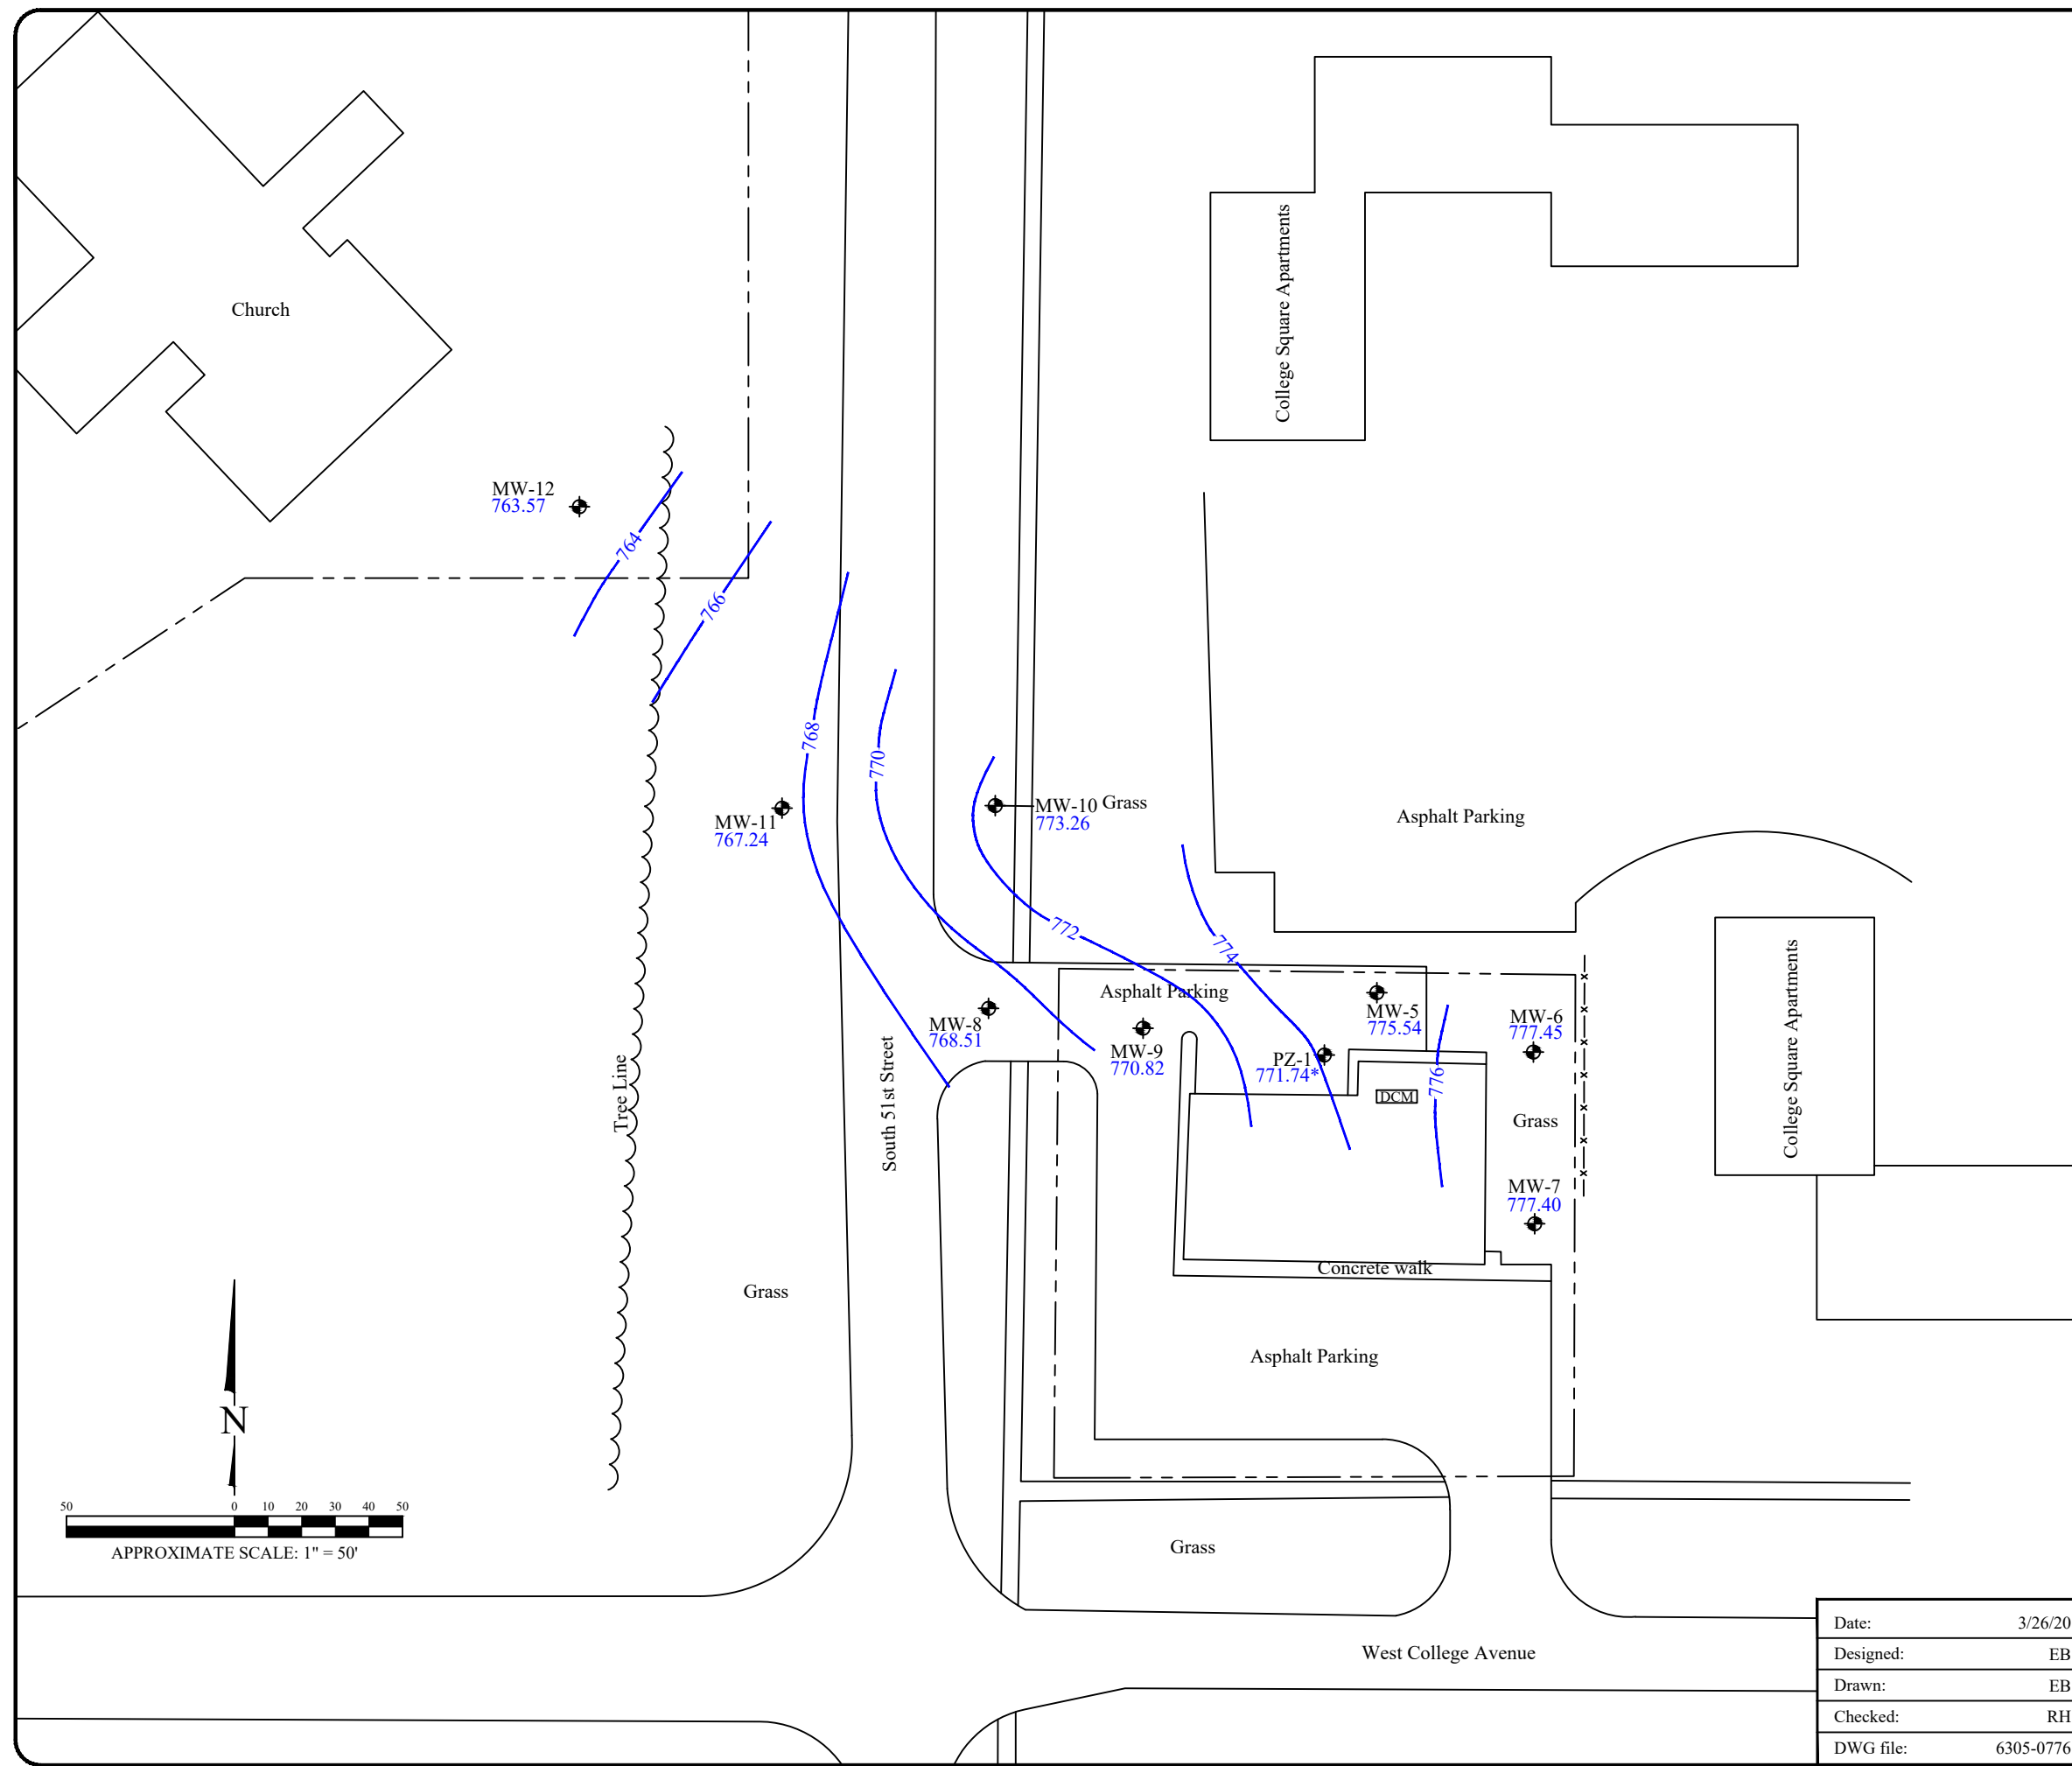 College Square Apartments
Church
MW-12
763.57
764
766
768
770
MW-10 Grass
773.26
Asphalt Parking
MW-11
767.24
772
774
Asphalt Parking
MW-5
775.54
MW-6
777.45
MW-8
768.51
MW-9
770.82
PZ-1
771.74*
776
DCM
College Square Apartments
Tree Line
South 51st Street
Grass
MW-7
777.40
Concrete walk
Grass
Asphalt Parking
N
50 0 10 20 30 40 50
APPROXIMATE SCALE: 1" = 50'
Grass
West College Avenue
Date: 3/26/20
Designed: EB
Drawn: EB
Checked: RH
DWG file: 6305-0776